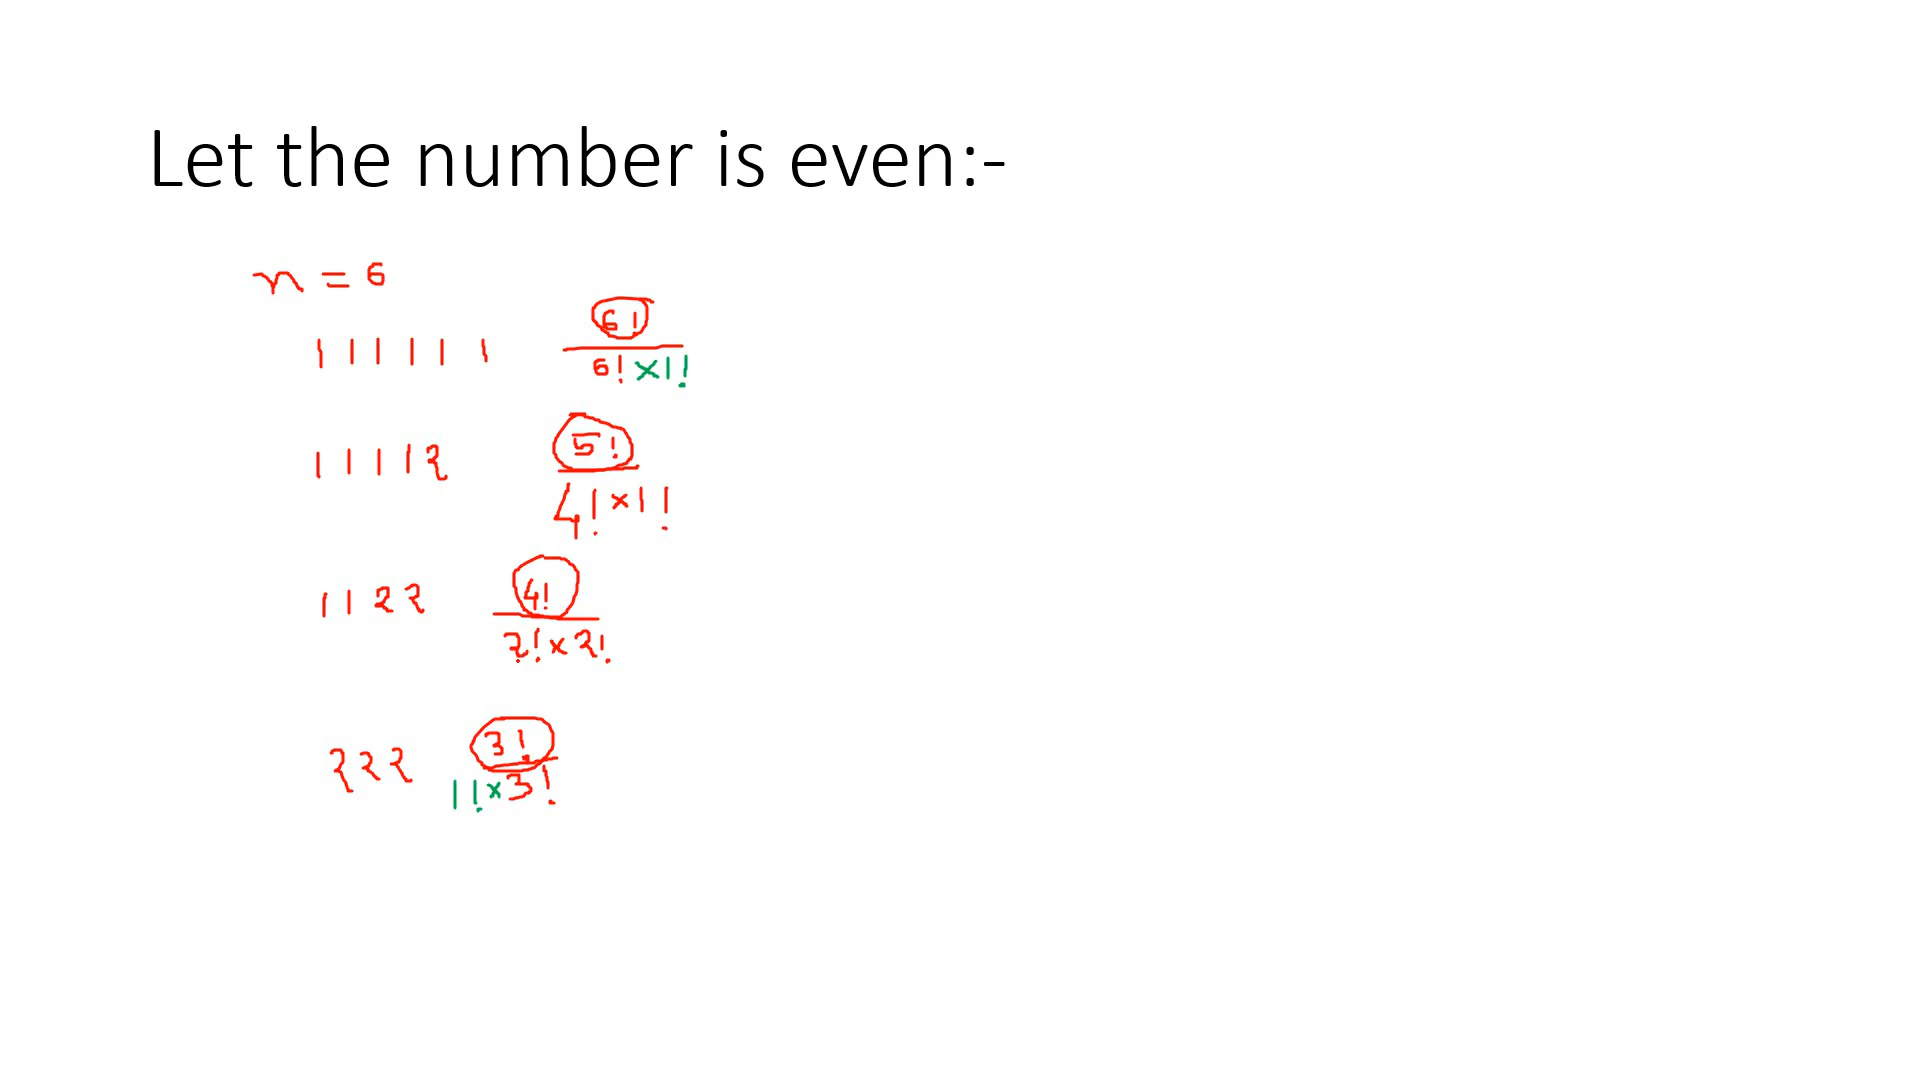 Let the number is even:-
n = 6
1 1 1 1 1 1 6! / 6! × 1!
1 1 1 1 2 5! / 4! × 1!
1 1 2 2 4! / 2! × 2!
2 2 2 3! / 1! × 3!